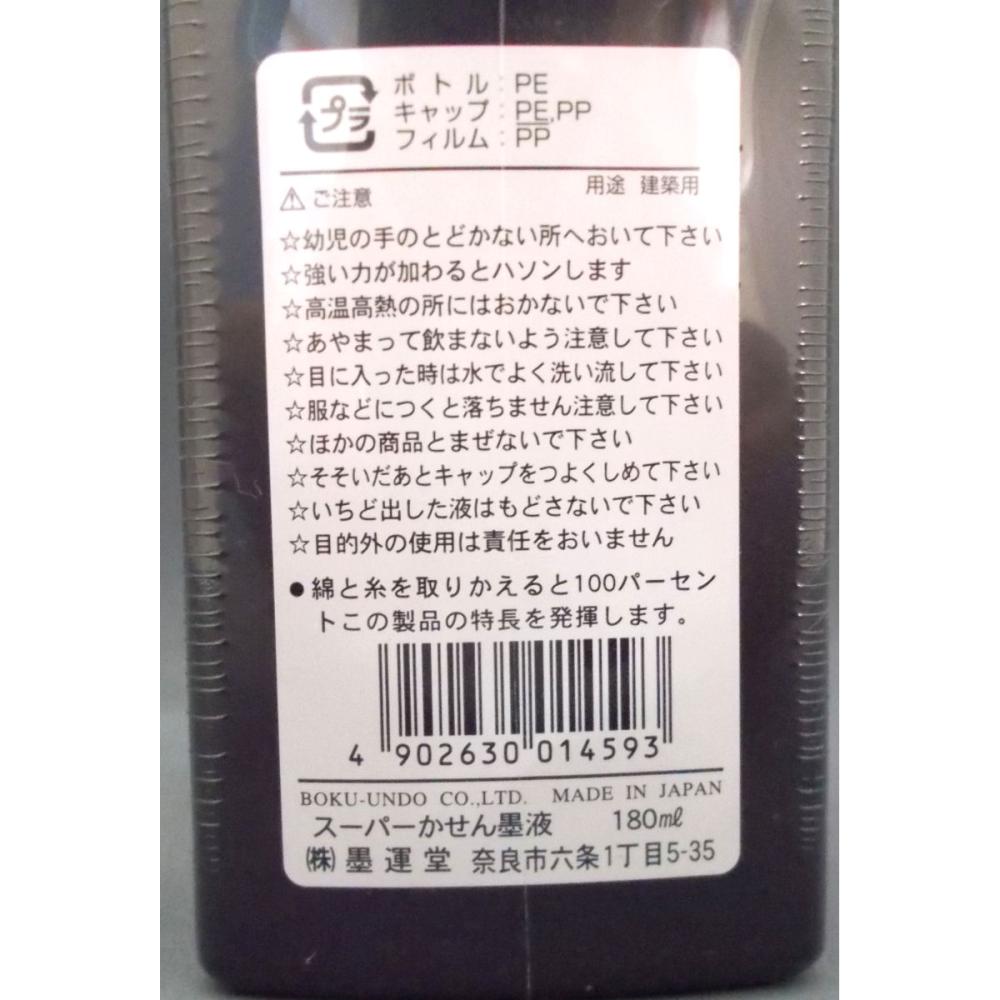 プラ
ボトル：PE
キャップ：PE,PP
フィルム：PP
⚠ご注意
用途 建築用
☆幼児の手のとどかない所へおいて下さい
☆強い力が加わるとハソンします
☆高温高熱の所にはおかないで下さい
☆あやまって飲まないよう注意して下さい
☆目に入った時は水でよく洗い流して下さい
☆服などにつくと落ちません注意して下さい
☆ほかの商品とまぜないで下さい
☆そそいだあとキャップをつよくしめて下さい
☆いちど出した液はもどさないで下さい
☆目的外の使用は責任をおいません
●綿と糸を取りかえると100パーセン
トこの製品の特長を発揮します。
4 902630 014593
BOKU-UNDO CO.,LTD. MADE IN JAPAN
スーパーかせん墨液 180㎖
㈱墨運堂 奈良市六条1丁目5-35